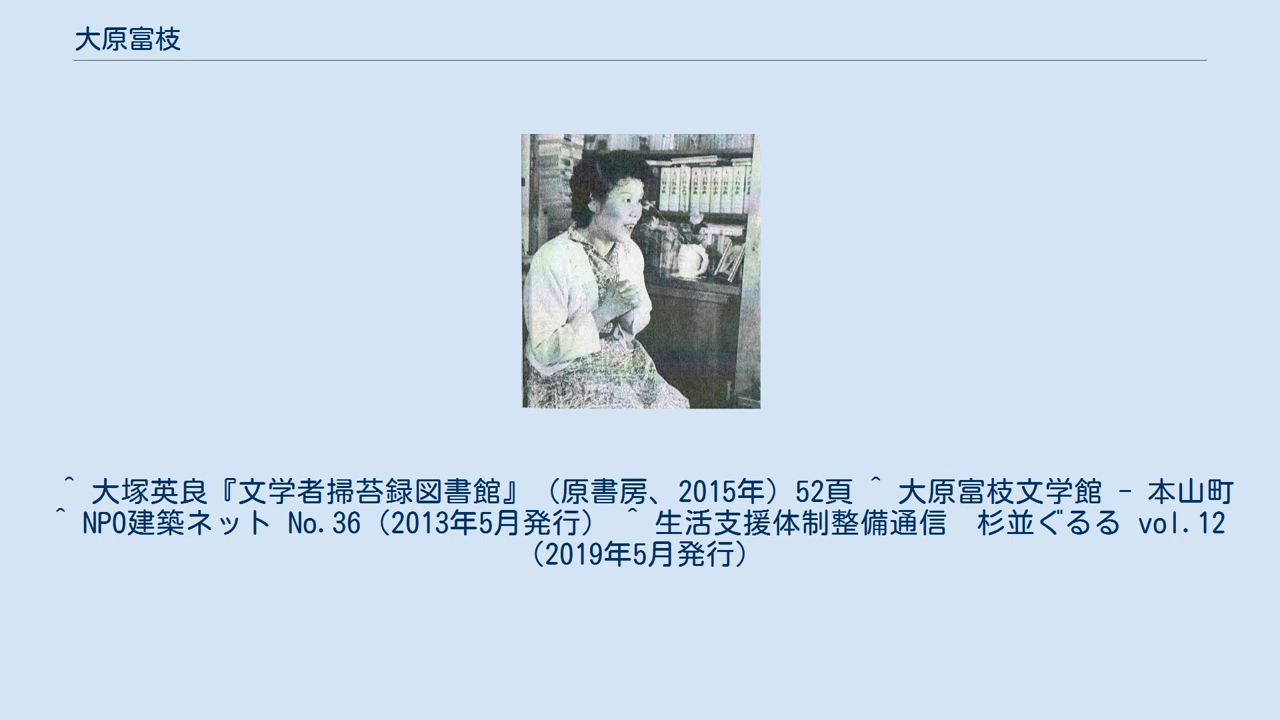 大原富枝
^ 大塚英良『文学者掃苔録図書館』（原書房、2015年）52頁 ^ 大原富枝文学館 - 本山町
^ NPO建築ネット No.36（2013年5月発行） ^ 生活支援体制整備通信　杉並ぐるる vol.12
（2019年5月発行）